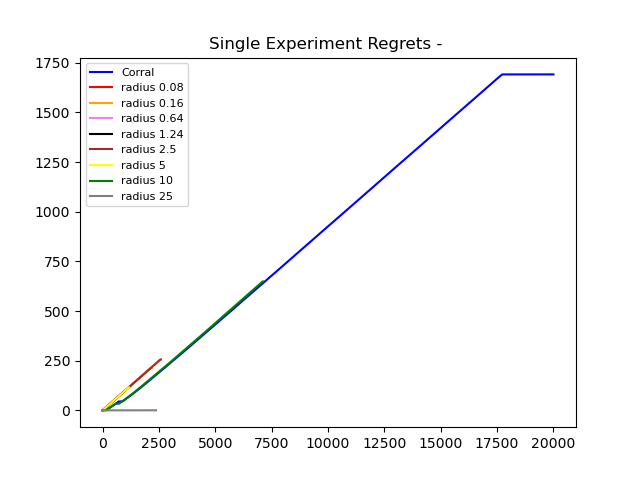 Single Experiment Regrets -
1750
1500
1250
1000
750
500
250
0
Corral
radius 0.08
radius 0.16
radius 0.64
radius 1.24
radius 2.5
radius 5
radius 10
radius 25
0 2500 5000 7500 10000 12500 15000 17500 20000